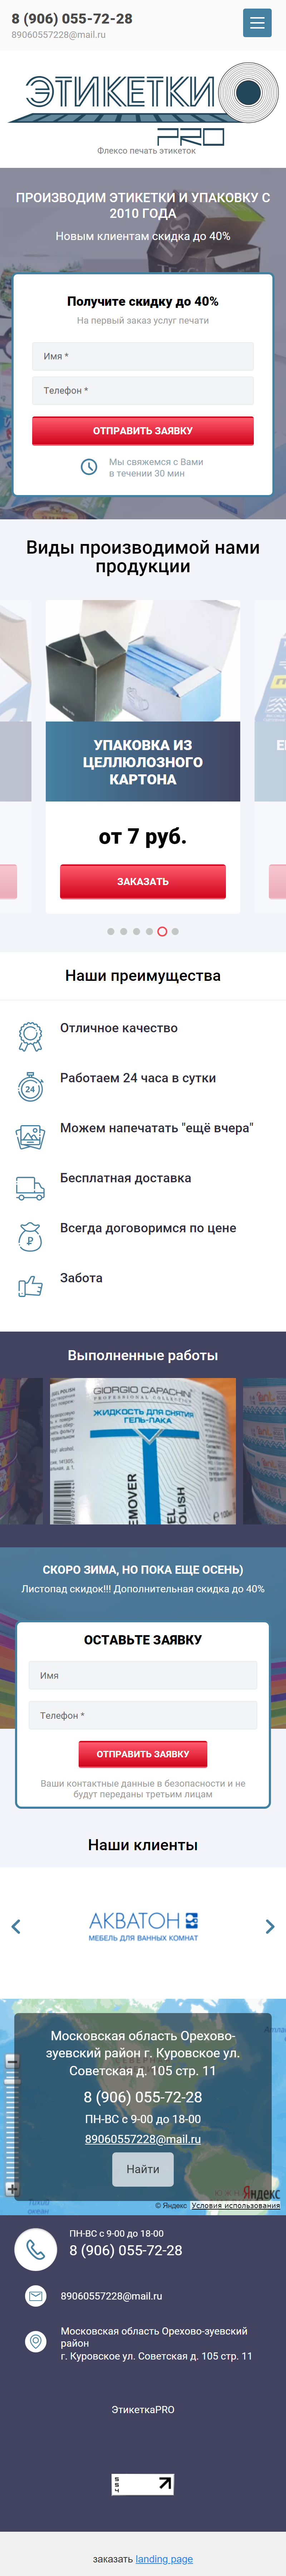 8 (906) 055-72-28
89060557228@mail.ru
ЭТИКЕТКИ
PRO
Флексо печать этикеток
ПРОИЗВОДИМ ЭТИКЕТКИ И УПАКОВКУ С
2010 ГОДА
Новым клиентам скидка до 40%
Получите скидку до 40%
На первый заказ услуг печати
Имя *
Телефон *
ОТПРАВИТЬ ЗАЯВКУ
Мы свяжемся с Вами
в течении 30 мин
Виды производимой нами
продукции
УПАКОВКА ИЗ
ЦЕЛЛЮЛОЗНОГО
КАРТОНА
от 7 руб.
ЗАКАЗАТЬ
Наши преимущества
Отличное качество
24
Работаем 24 часа в сутки
Можем напечатать "ещё вчера"
Бесплатная доставка
Всегда договоримся по цене
Забота
Выполненные работы
GIORGIO CAPACHINI
PROFESSIONAL COLLECTION
ЖИДКОСТЬ ДЛЯ СНЯТИЯ
ГЕЛЬ-ЛАКА
СКОРО ЗИМА, НО ПОКА ЕЩЕ ОСЕНЬ)
Листопад скидок!!! Дополнительная скидка до 40%
ОСТАВЬТЕ ЗАЯВКУ
Имя
Телефон *
ОТПРАВИТЬ ЗАЯВКУ
Ваши контактные данные в безопасности и не
будут переданы третьим лицам
Наши клиенты
АКВАТОН
МЕБЕЛЬ ДЛЯ ВАННЫХ КОМНАТ
Московская область Орехово-
зуевский район г. Куровское ул.
Советская д. 105 стр. 11
8 (906) 055-72-28
ПН-ВС с 9-00 до 18-00
89060557228@mail.ru
Найти
Яндекс
© Яндекс Условия использования
ПН-ВС с 9-00 до 18-00
8 (906) 055-72-28
89060557228@mail.ru
Московская область Орехово-зуевский
район
г. Куровское ул. Советская д. 105 стр. 11
ЭтикеткаPRO
заказать landing page